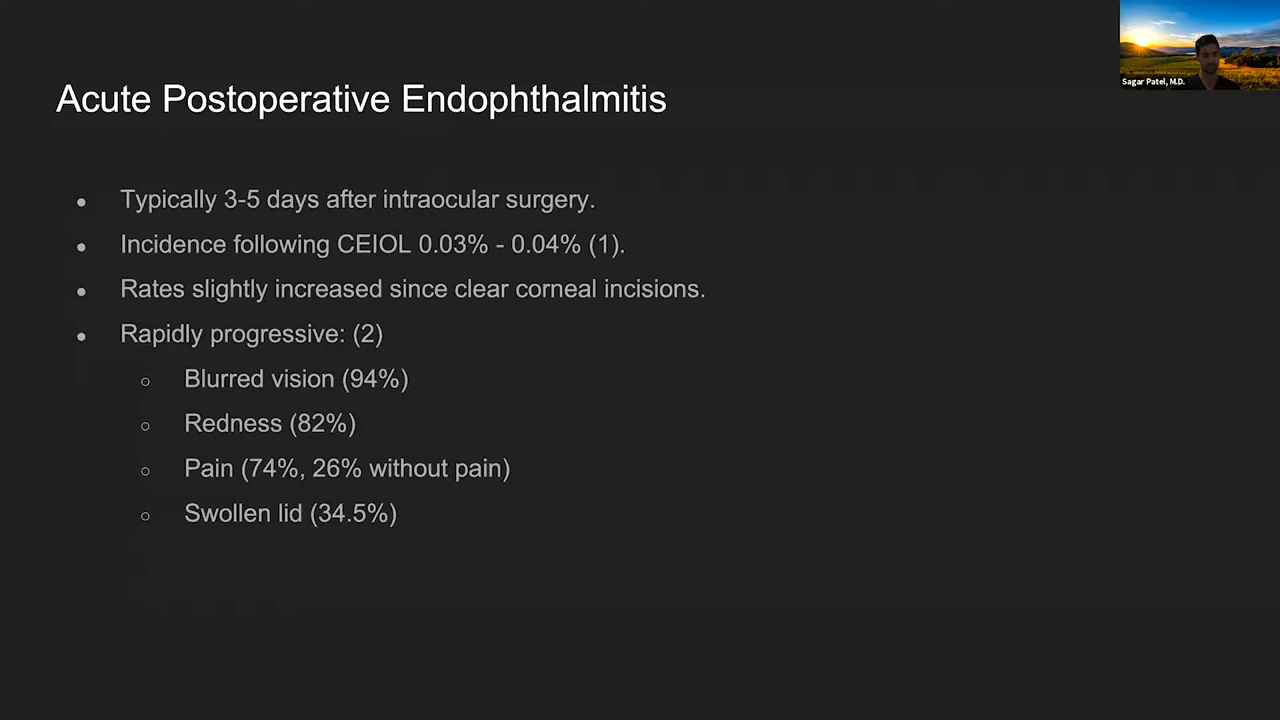 Sagar Patel, M.D.
Acute Postoperative Endophthalmitis
● Typically 3-5 days after intraocular surgery.
● Incidence following CEIOL 0.03% - 0.04% (1).
● Rates slightly increased since clear corneal incisions.
● Rapidly progressive: (2)
○ Blurred vision (94%)
○ Redness (82%)
○ Pain (74%, 26% without pain)
○ Swollen lid (34.5%)